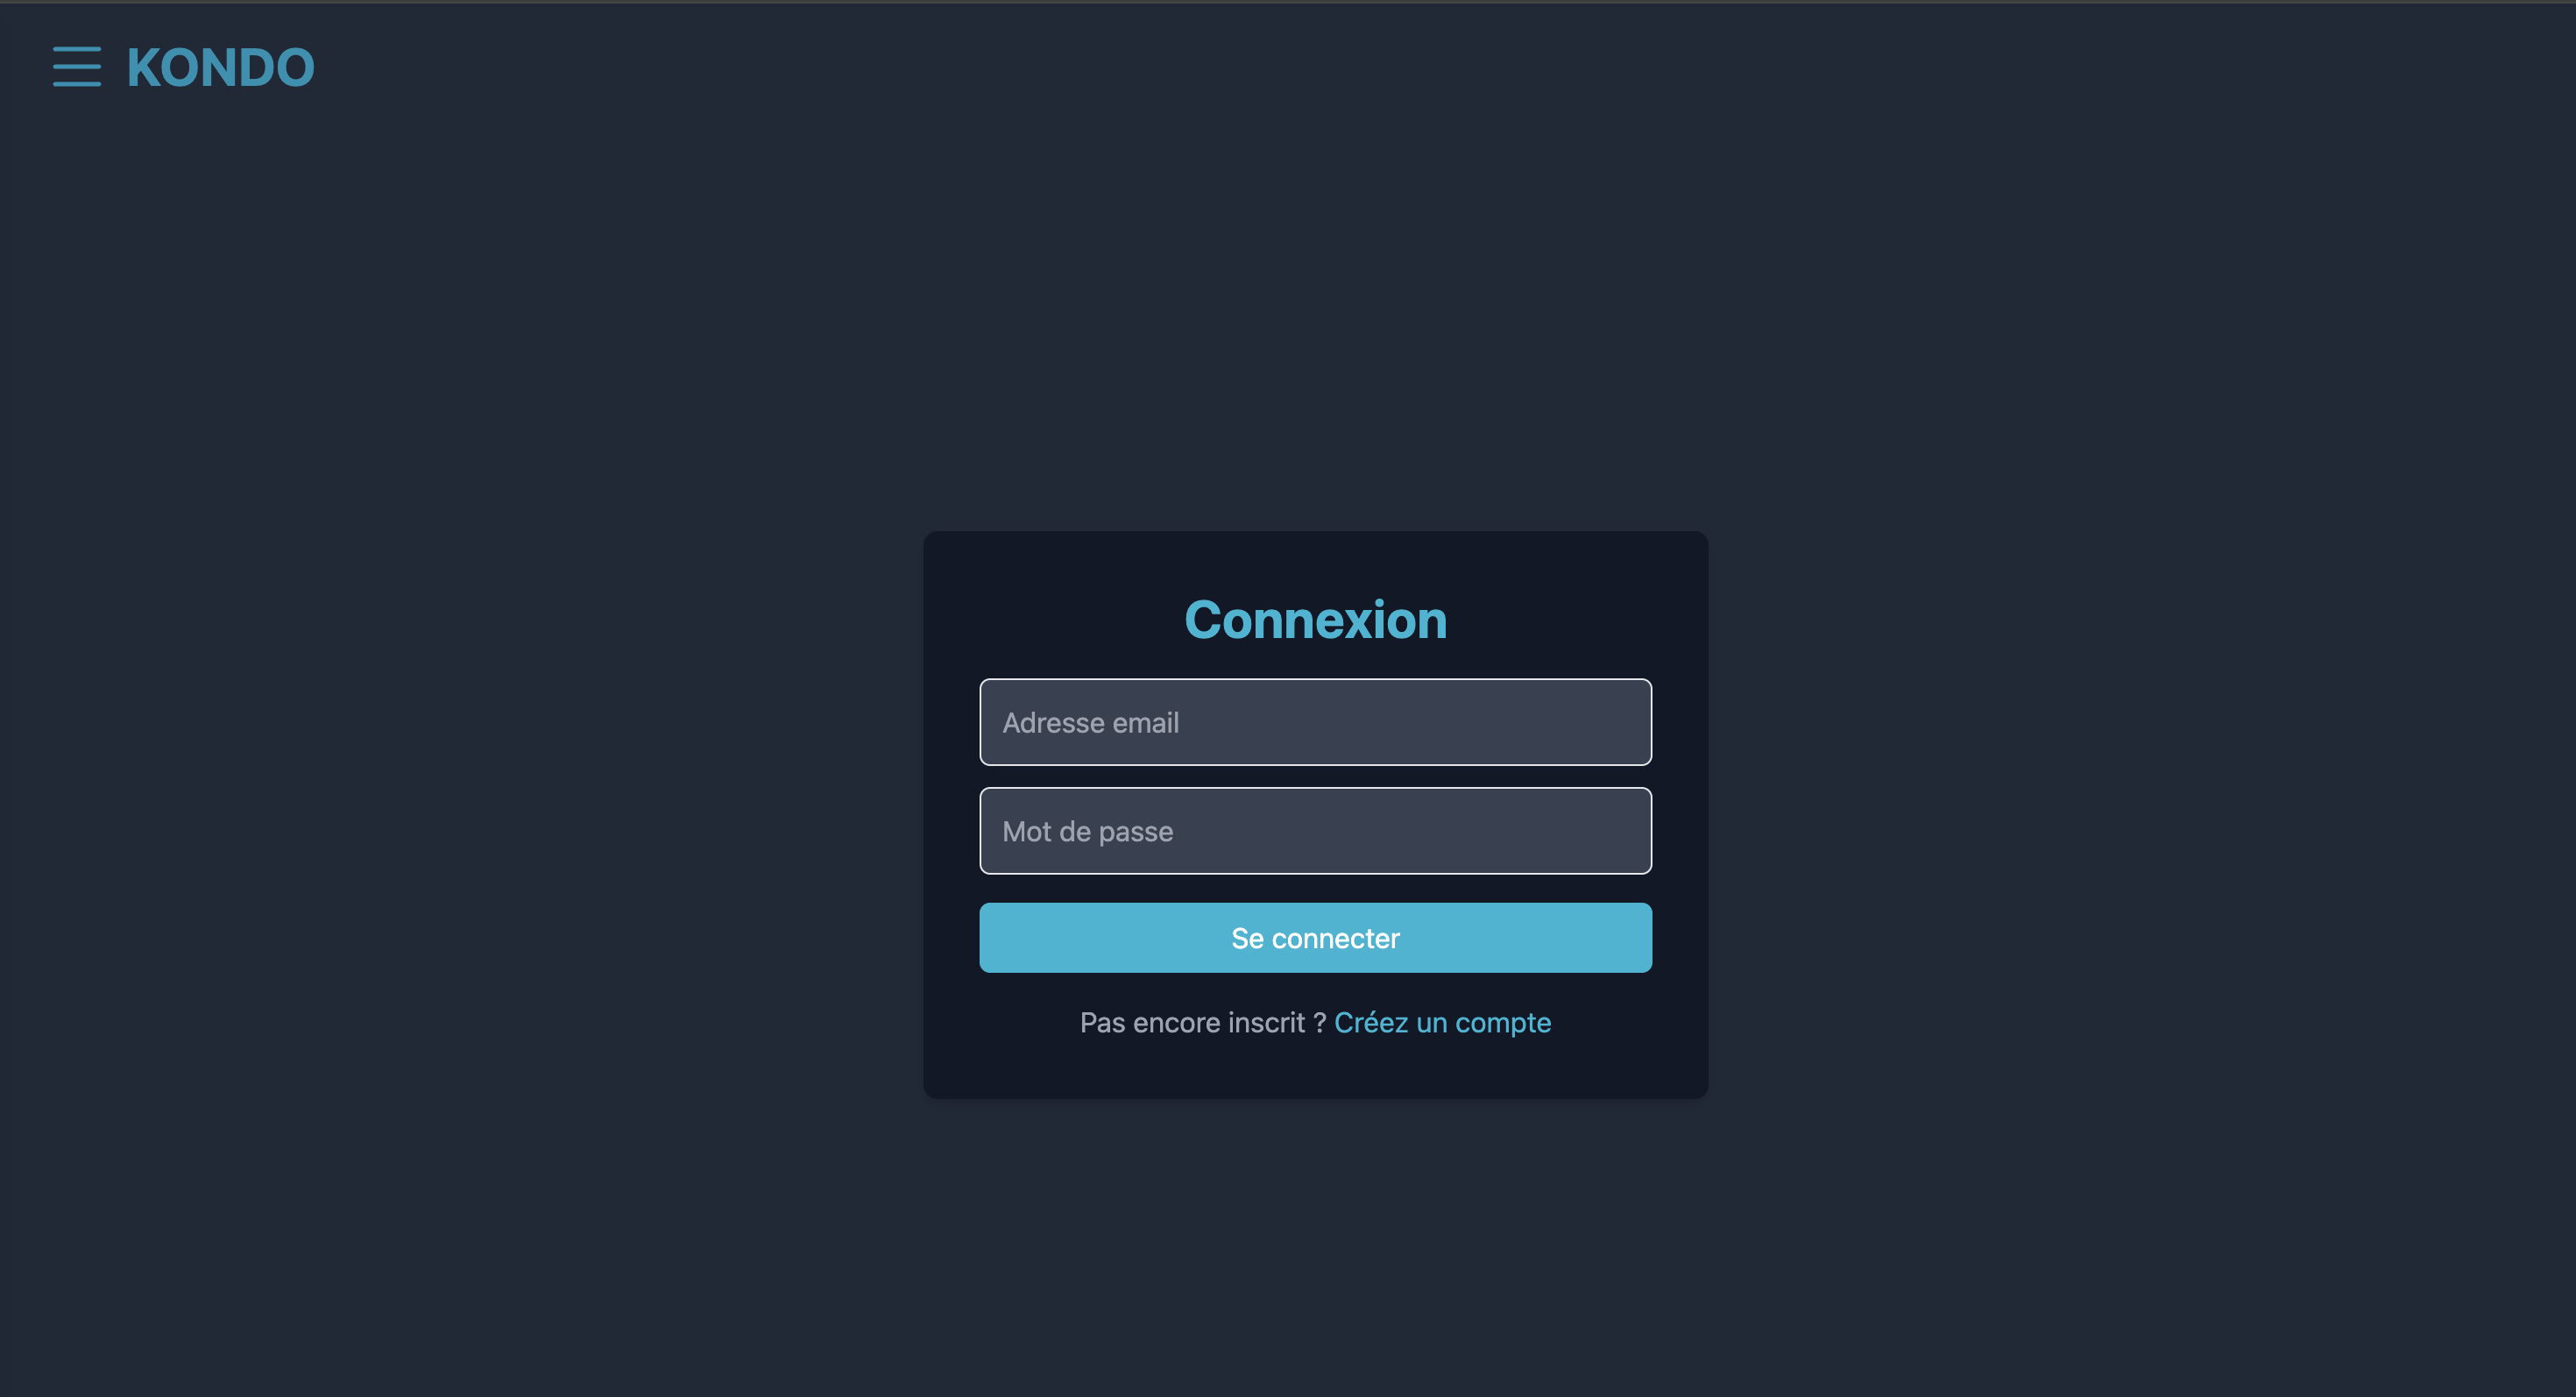 KONDO
Connexion
Adresse email
Mot de passe
Se connecter
Pas encore inscrit ? Créez un compte